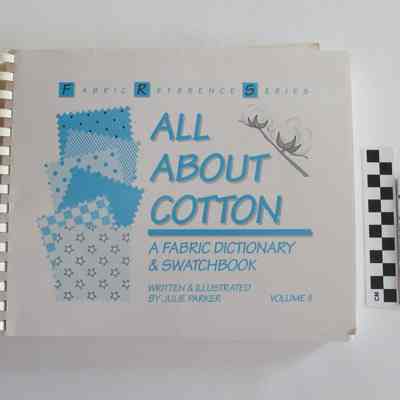 FABRIC REFERENCE SERIES
ALL
ABOUT
COTTON
A FABRIC DICTIONARY
& SWATCHBOOK
WRITTEN & ILLUSTRATED
BY JULIE PARKER
VOLUME II
CM